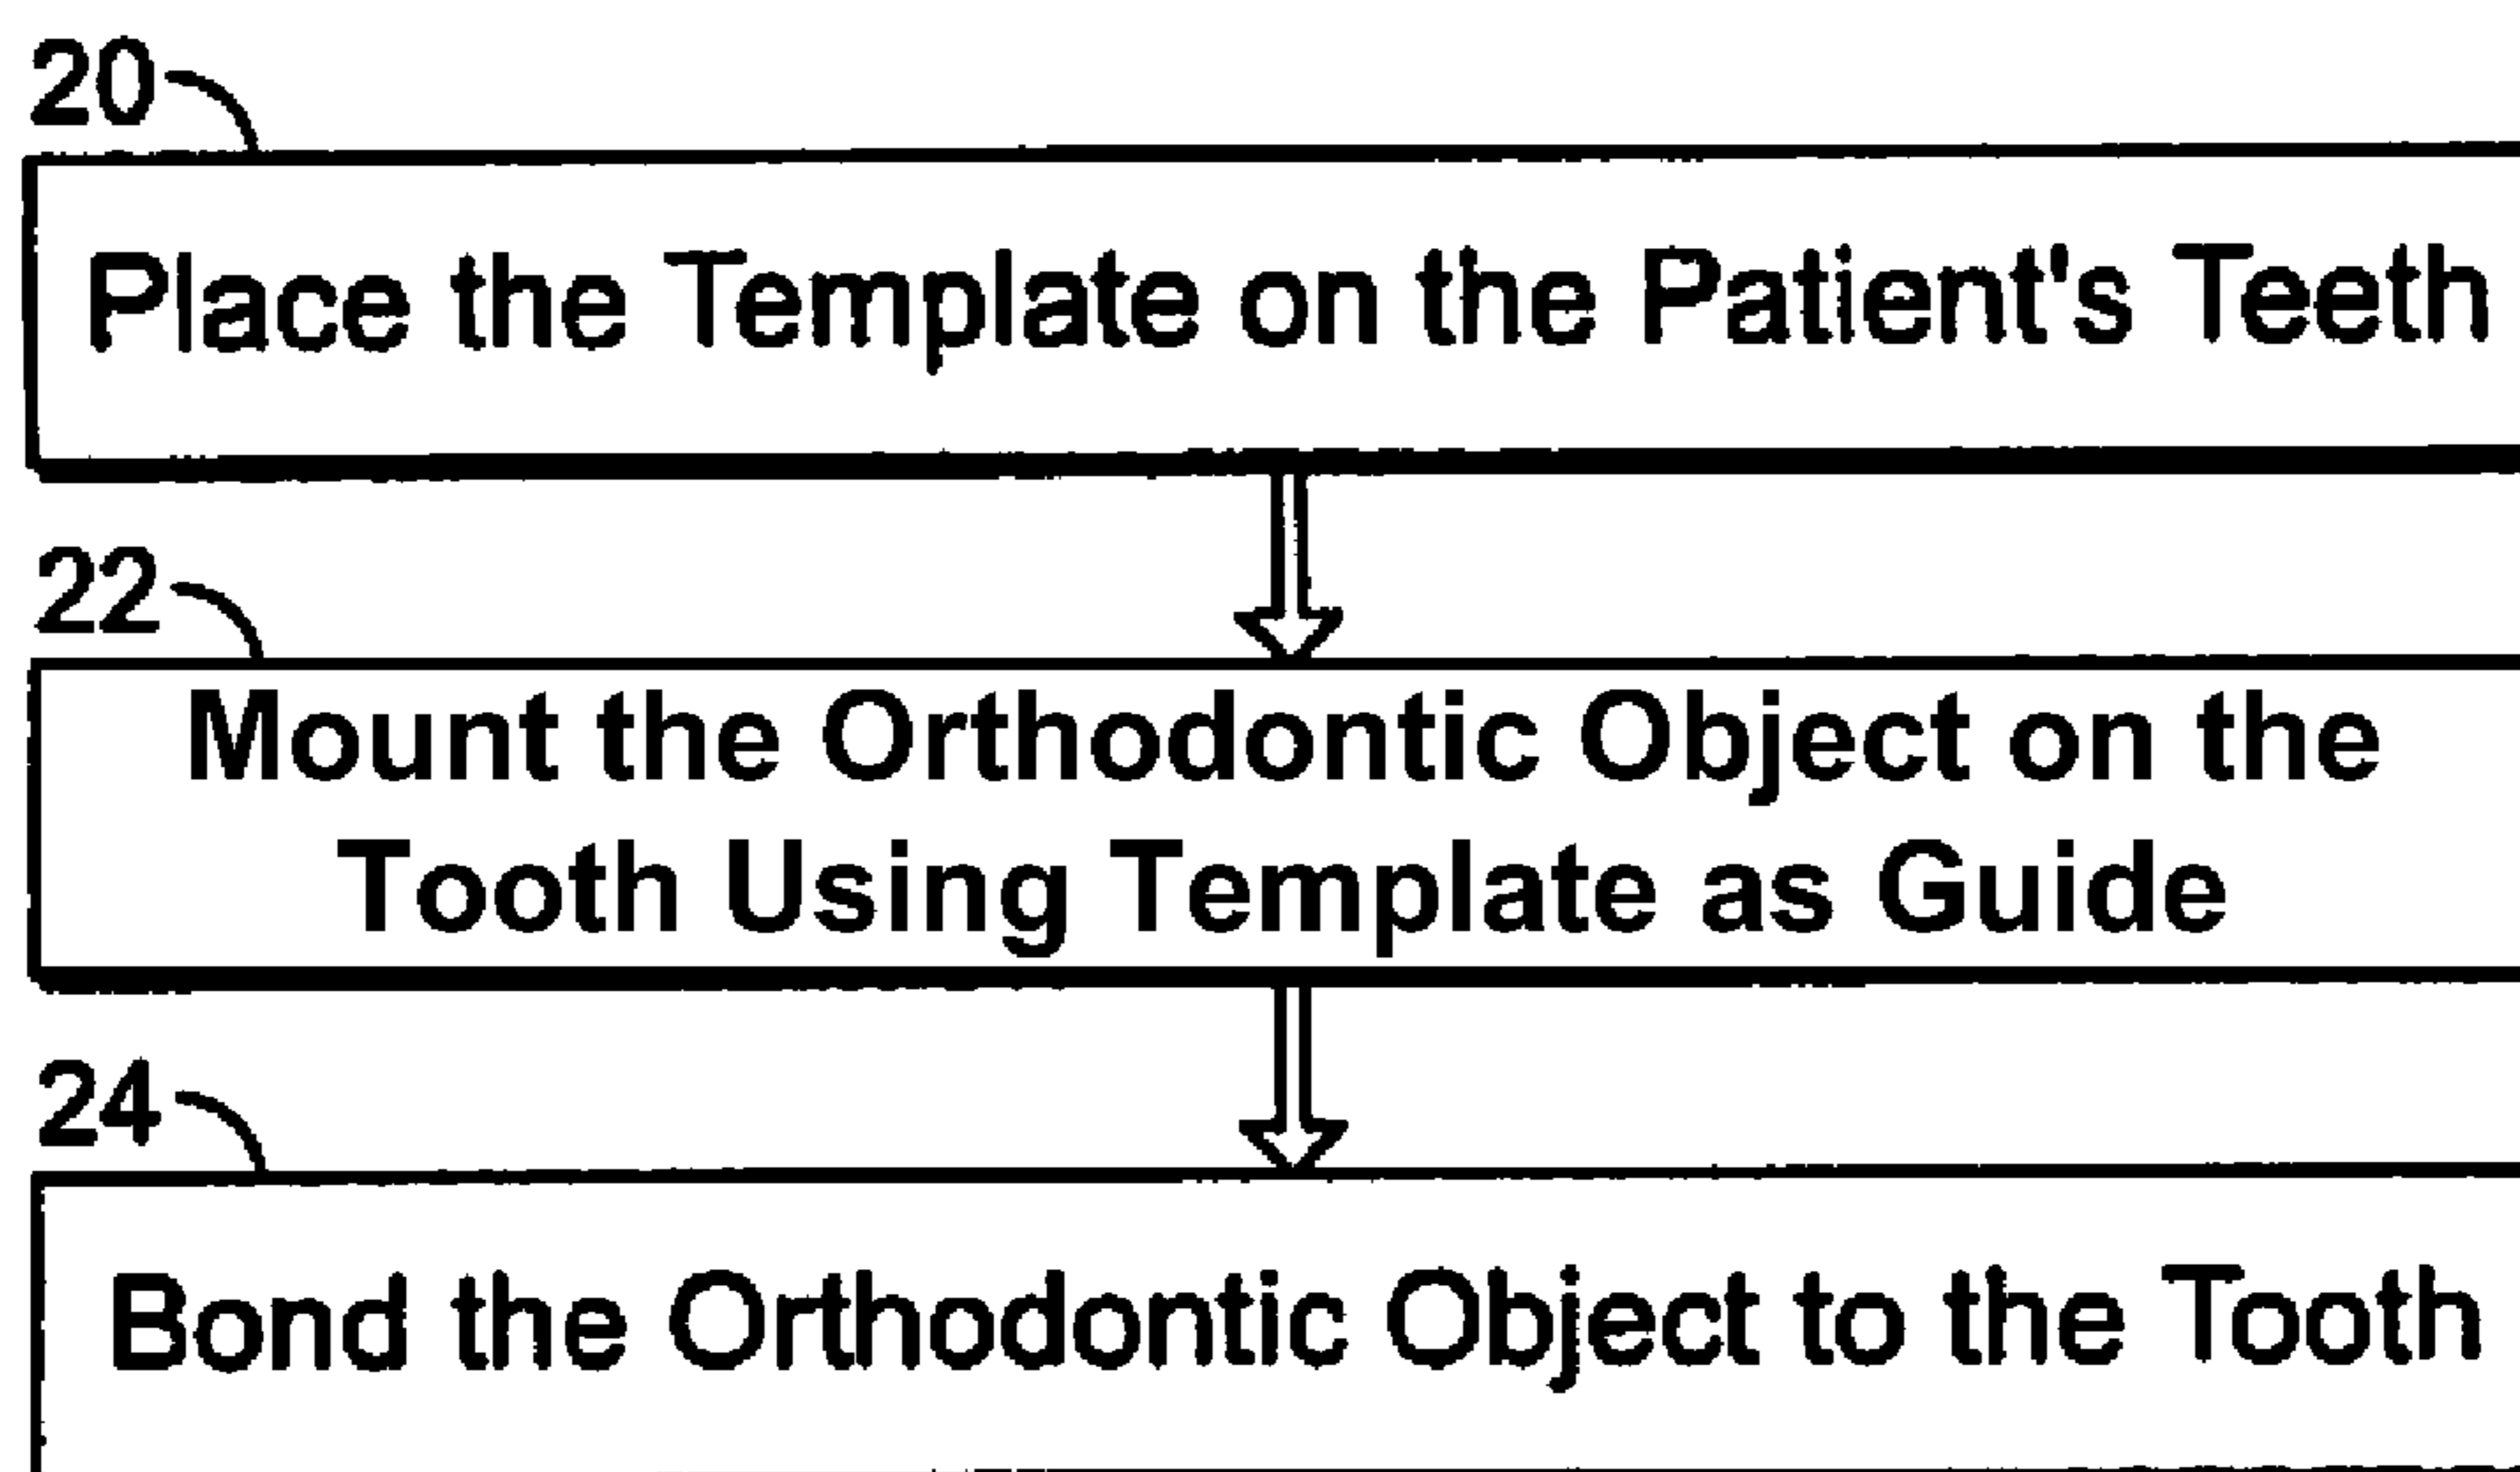 20
Place the Template on the Patient's Teeth
22
Mount the Orthodontic Object on the
Tooth Using Template as Guide
24
Bond the Orthodontic Object to the Tooth